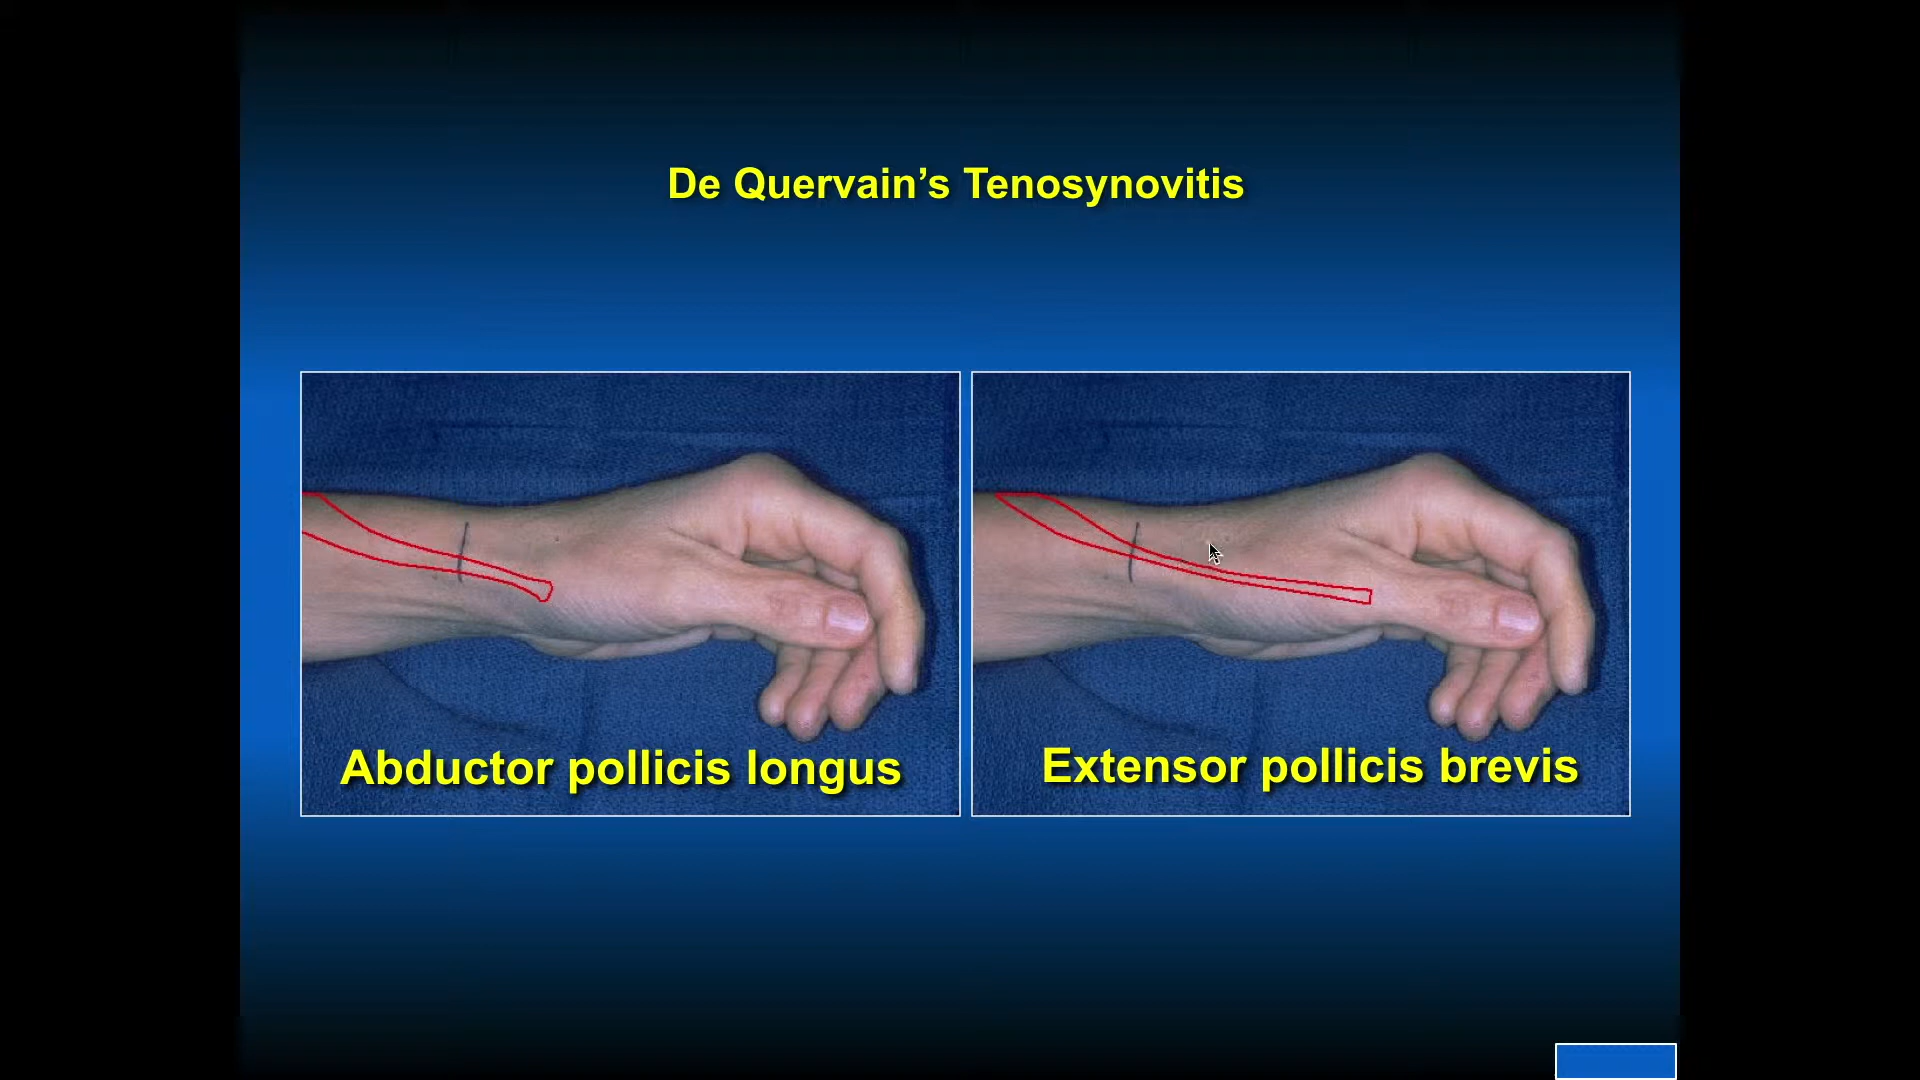 De Quervain’s Tenosynovitis
Abductor pollicis longus
Extensor pollicis brevis